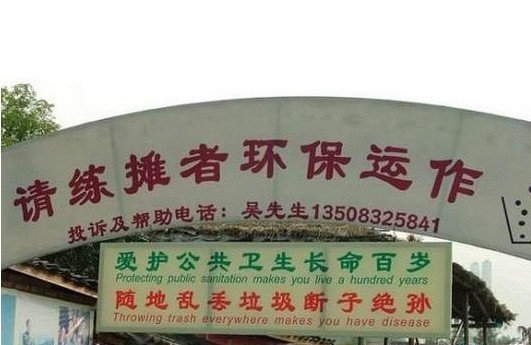 请练摊者环保运作
投诉及帮助电话：吴先生13508325841
爱护公共卫生长命百岁
Protecting public sanitation makes you live a hundred years
随地乱丢垃圾断子绝孙
Throwing trash everywhere makes you have disease